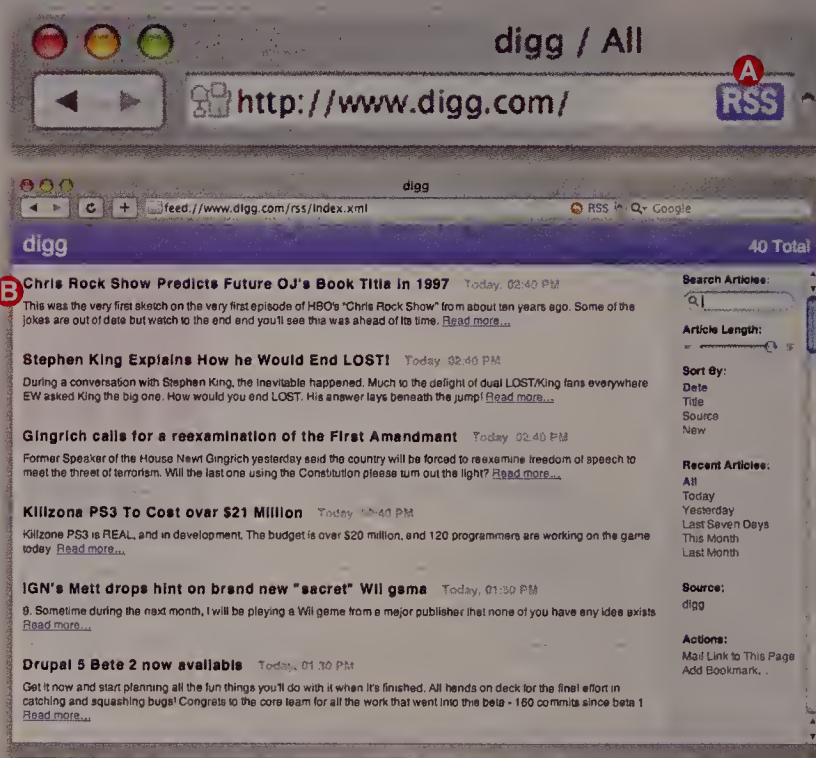 digg / All
A
http://www.digg.com/
RSS
digg
feed://www.digg.com/rss/index.xml
RSS
Google
digg
40 Total
B
Chris Rock Show Predicts Future OJ's Book Title in 1997 Today, 02:40 PM
This was the very first sketch on the very first episode of HBO's "Chris Rock Show" from about ten years ago. Some of the
jokes are out of date but watch to the end and you'll see this was ahead of its time. Read more...
Stephen King Explains How he Would End LOST! Today, 02:40 PM
During a conversation with Stephen King, the inevitable happened. Much to the delight of dual LOST/King fans everywhere
EW asked King the big one. How would you end LOST. His answer lays beneath the jump! Read more...
Gingrich calls for a reexamination of the First Amendment Today, 02:40 PM
Former Speaker of the House Newt Gingrich yesterday said the country will be forced to reexamine freedom of speech to
meet the threat of terrorism. Will the last one using the Constitution please turn out the light? Read more...
Killzone PS3 To Cost over $21 Million Today, 02:40 PM
Killzone PS3 is REAL, and in development. The budget is over $20 million, and 120 programmers are working on the game
today. Read more...
IGN's Matt drops hint on brand new "secret" Wii game Today, 01:50 PM
9. Sometime during the next month, I will be playing a Wii game from a major publisher that none of you have any idea exists
Read more...
Drupal 5 Beta 2 now available Today, 01:30 PM
Get it now and start planning all the fun things you'll do with it when it's finished. All hands on deck for the final effort in
catching and squashing bugs! Congrats to the core team for all the work that went into this beta - 160 commits since beta 1
Read more...
Search Articles:
Article Length:
Sort By:
Date
Title
Source
New
Recent Articles:
All
Today
Yesterday
Last Seven Days
This Month
Last Month
Source:
digg
Actions:
Mail Link to This Page
Add Bookmark...